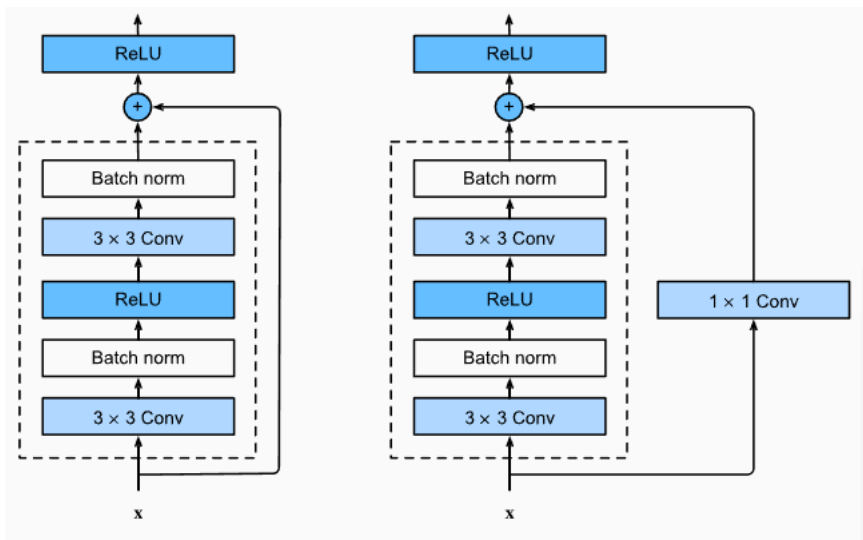 ReLU
+
Batch norm
3 × 3 Conv
ReLU
Batch norm
3 × 3 Conv
x
ReLU
+
Batch norm
3 × 3 Conv
ReLU
Batch norm
3 × 3 Conv
1 × 1 Conv
x